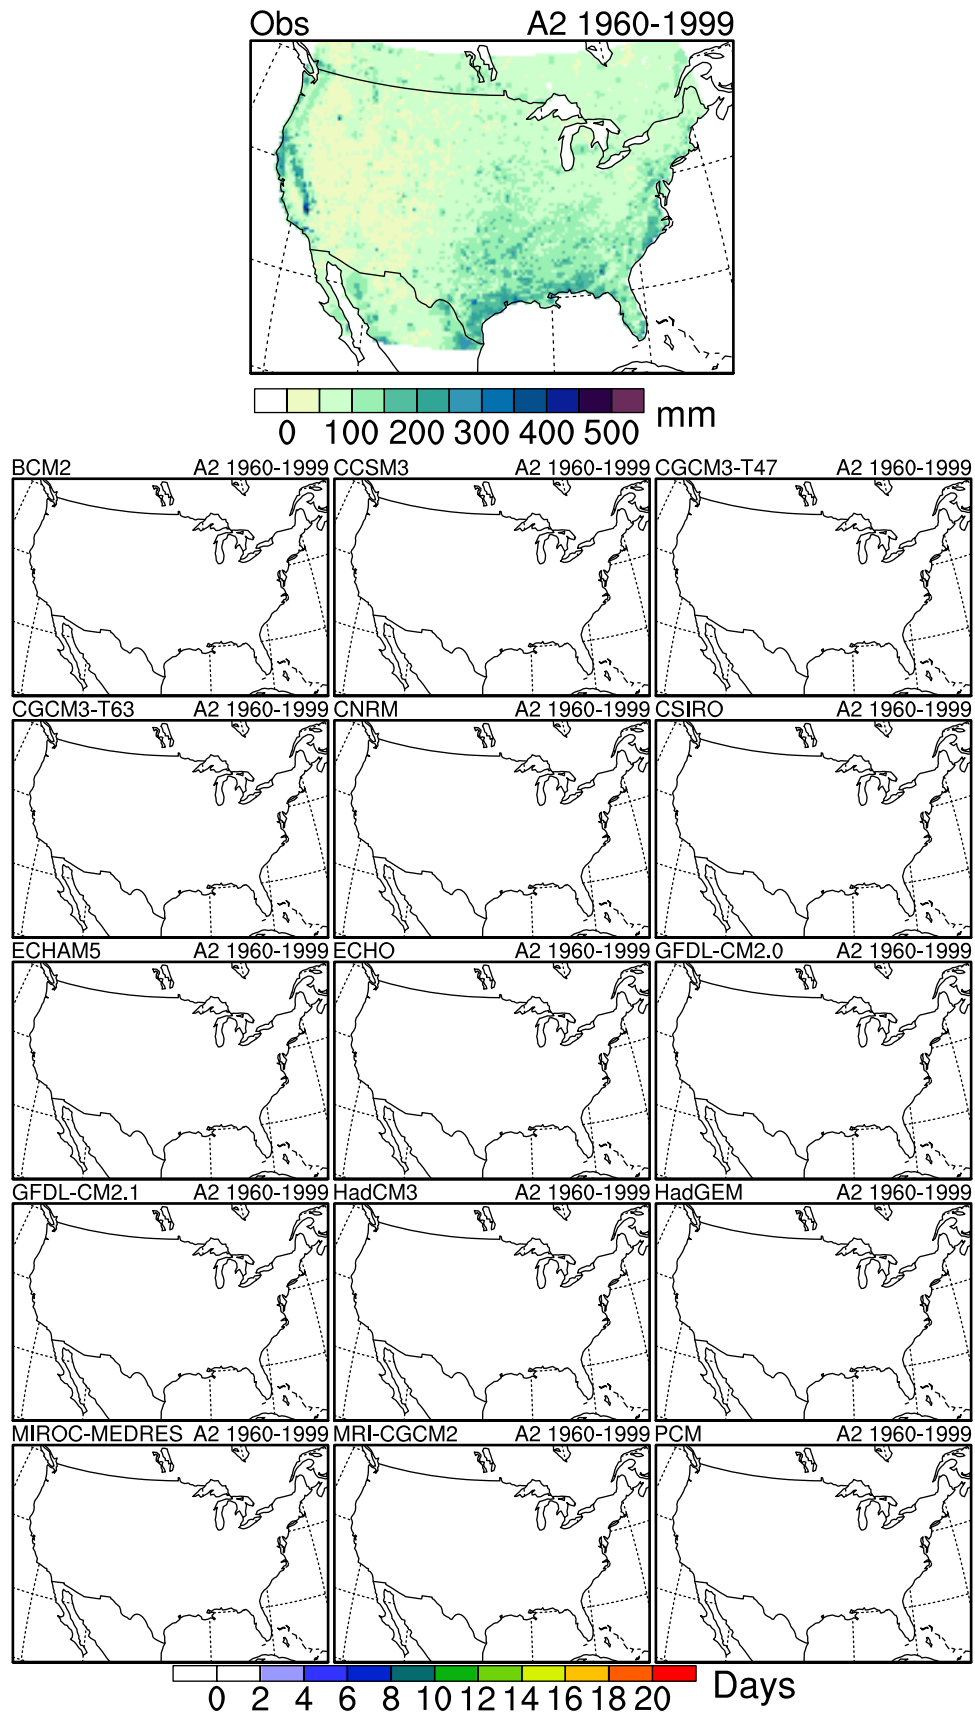 Obs A2 1960-1999
0 100 200 300 400 500 mm
BCM2 A2 1960-1999 CCSM3 A2 1960-1999 CGCM3-T47 A2 1960-1999
CGCM3-T63 A2 1960-1999 CNRM A2 1960-1999 CSIRO A2 1960-1999
ECHAM5 A2 1960-1999 ECHO A2 1960-1999 GFDL-CM2.0 A2 1960-1999
GFDL-CM2.1 A2 1960-1999 HadCM3 A2 1960-1999 HadGEM A2 1960-1999
MIROC-MEDRES A2 1960-1999 MRI-CGCM2 A2 1960-1999 PCM A2 1960-1999
0 2 4 6 8 10 12 14 16 18 20 Days